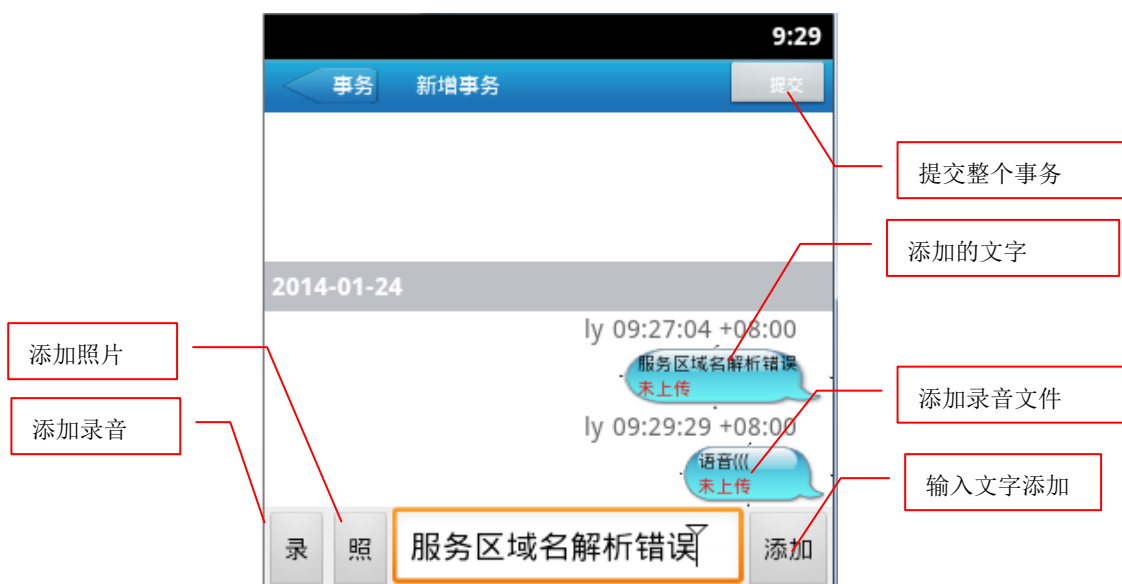 9:29
事务 新增事务 提交
提交整个事务
添加的文字
2014-01-24
ly 09:27:04 +08:00
添加照片
服务区域名解析错误
未上传
添加录音文件
添加录音
ly 09:29:29 +08:00
语音(((
未上传
输入文字添加
录 照 服务区域名解析错误 添加